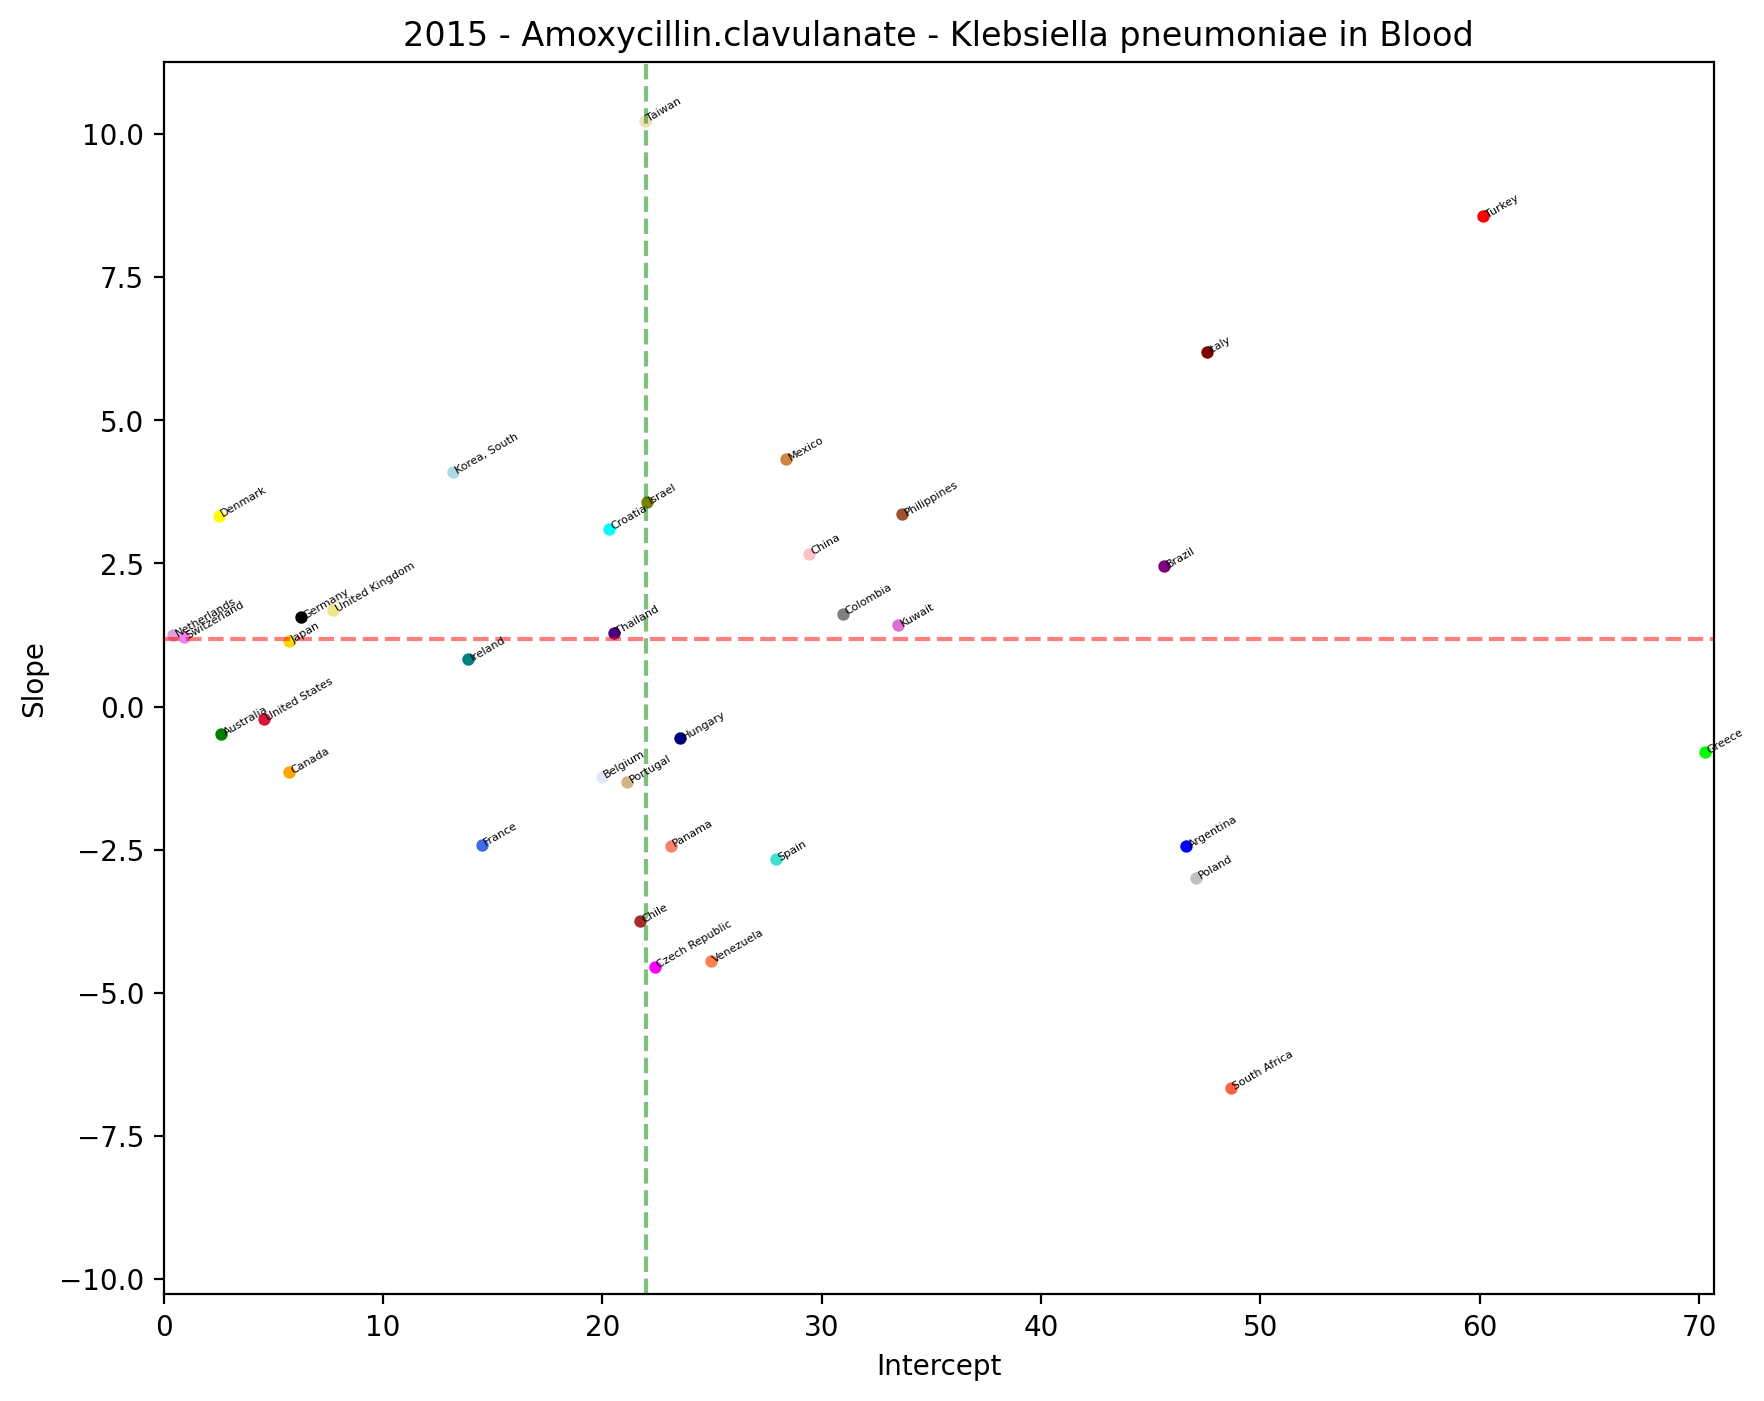 2015 - Amoxycillin.clavulanate - Klebsiella pneumoniae in Blood
Taiwan
10.0
Turkey
7.5
Italy
5.0
Korea, South
Mexico
Denmark
Israel
Croatia
Philippines
China
2.5
Brazil
Netherlands
Switzerland
Germany
United Kingdom
Japan
Thailand
Colombia
Kuwait
Ireland
Slope
0.0
United States
Australia
Canada
Hungary
Belgium
Portugal
Greece
−2.5
France
Panama
Spain
Argentina
Poland
Chile
Czech Republic
Venezuela
−5.0
South Africa
−7.5
−10.0
0 10 20 30 40 50 60 70
Intercept